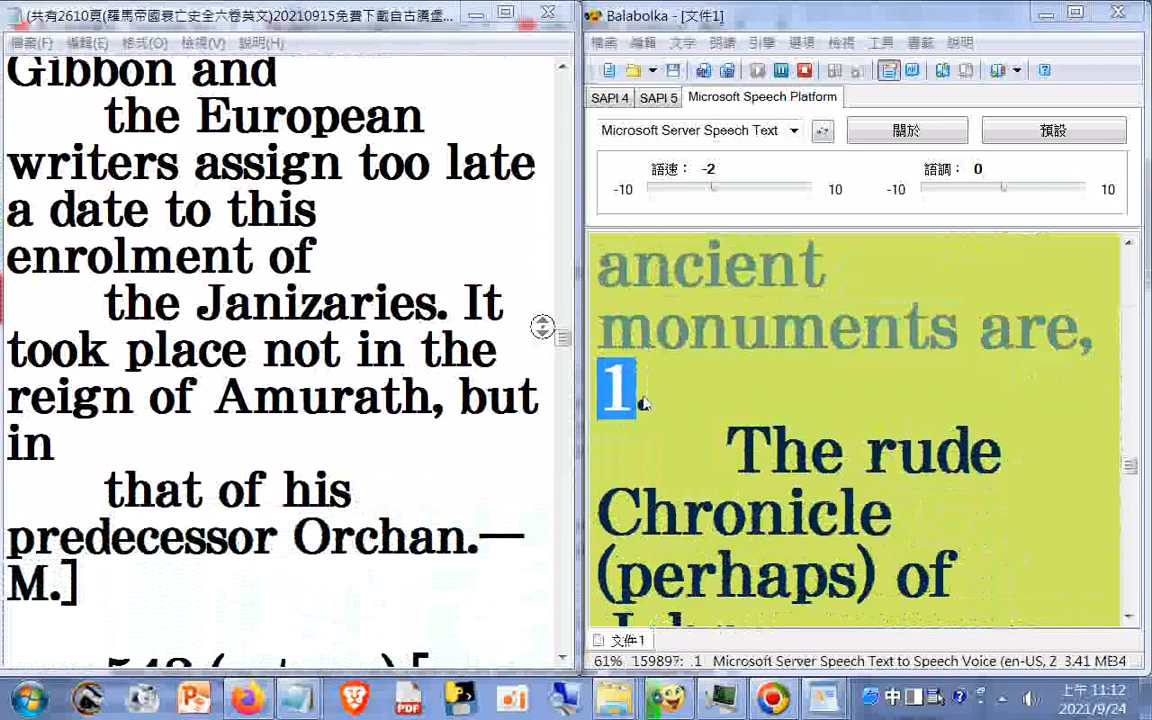 (共有2610頁(羅馬帝國衰亡史全六卷英文)20210915免費下載自古騰堡...
檔案(F) 編輯(E) 格式(O) 檢視(V) 說明(H)
Gibbon and
the European
writers assign too late
a date to this
enrolment of
the Janizaries. It
took place not in the
reign of Amurath, but
in
that of his
predecessor Orchan.—
M.]
Balabolka - [文件1]
檔案 編輯 文字 朗讀 引擎 選項 檢視 工具 書籤 說明
SAPI 4 SAPI 5 Microsoft Speech Platform
Microsoft Server Speech Text 關於 預設
語速： -2 語調： 0
-10 10 -10 10
ancient
monuments are,
1.
The rude
Chronicle
(perhaps) of
文件1
61% 159897: .1 Microsoft Server Speech Text to Speech Voice (en-US, Z 3.41 MB34
PDF
中
上午 11:12
2021/9/24